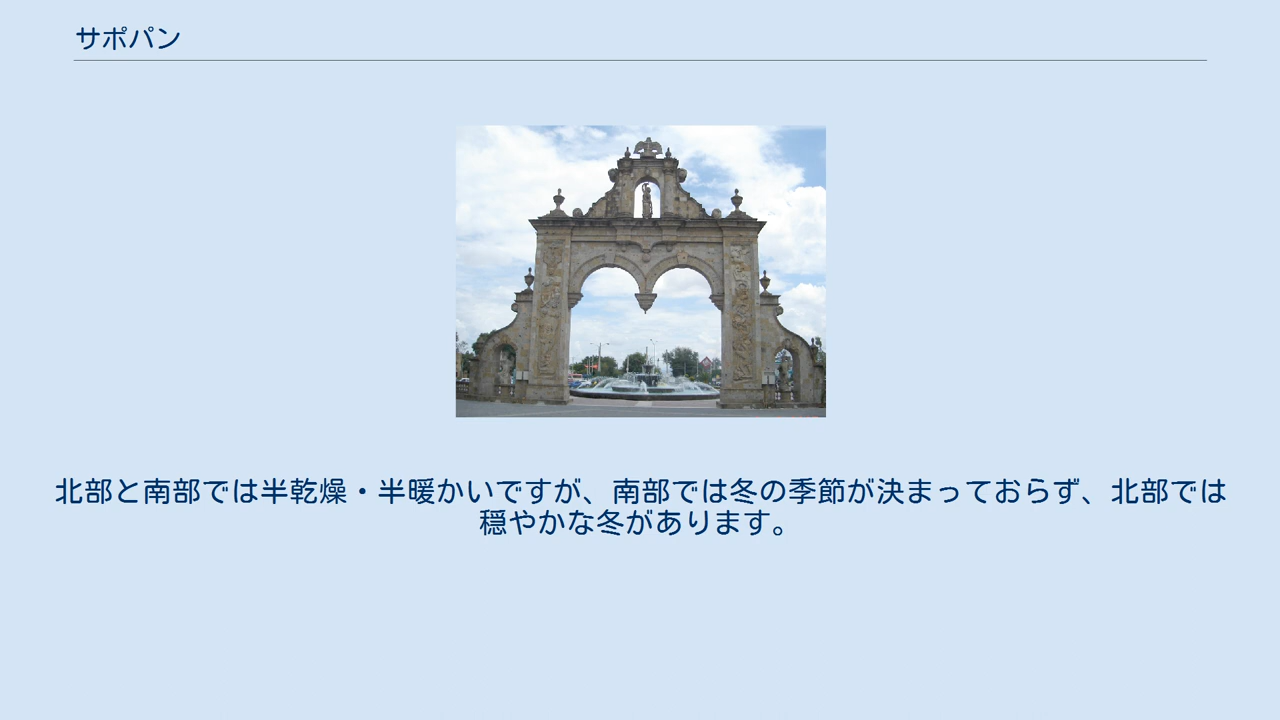 サポパン
北部と南部では半乾燥・半暖かいですが、南部では冬の季節が決まっておらず、北部では
穏やかな冬があります。